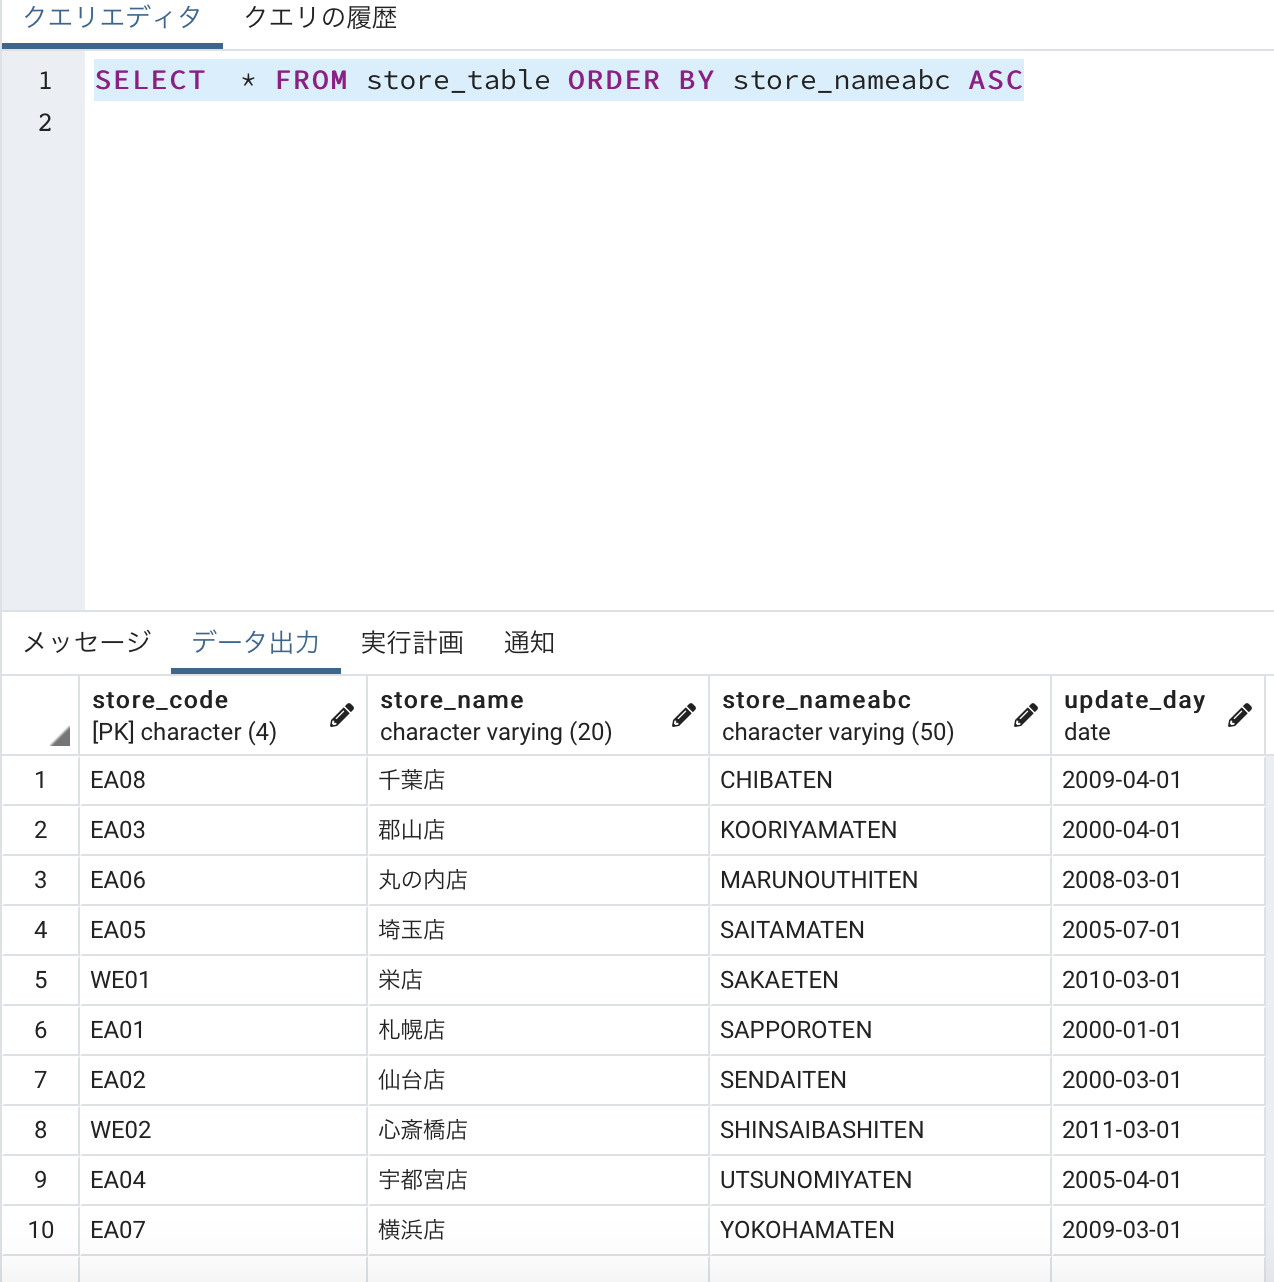 クエリエディタ クエリの履歴
1 SELECT  * FROM store_table ORDER BY store_nameabc ASC
2
メッセージ データ出力 実行計画 通知
store_code store_name store_nameabc update_day
[PK] character (4) character varying (20) character varying (50) date
1 EA08 千葉店 CHIBATEN 2009-04-01
2 EA03 郡山店 KOORIYAMATEN 2000-04-01
3 EA06 丸の内店 MARUNOUTHITEN 2008-03-01
4 EA05 埼玉店 SAITAMATEN 2005-07-01
5 WE01 栄店 SAKAETEN 2010-03-01
6 EA01 札幌店 SAPPOROTEN 2000-01-01
7 EA02 仙台店 SENDAITEN 2000-03-01
8 WE02 心斎橋店 SHINSAIBASHITEN 2011-03-01
9 EA04 宇都宮店 UTSUNOMIYATEN 2005-04-01
10 EA07 横浜店 YOKOHAMATEN 2009-03-01